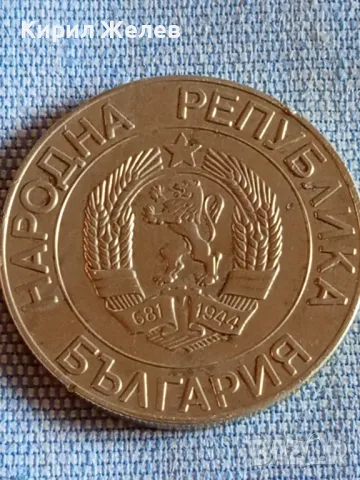 Кирил Желев
НАРОДНА РЕПУБЛИКА
681 1944
БЪЛГАРИЯ